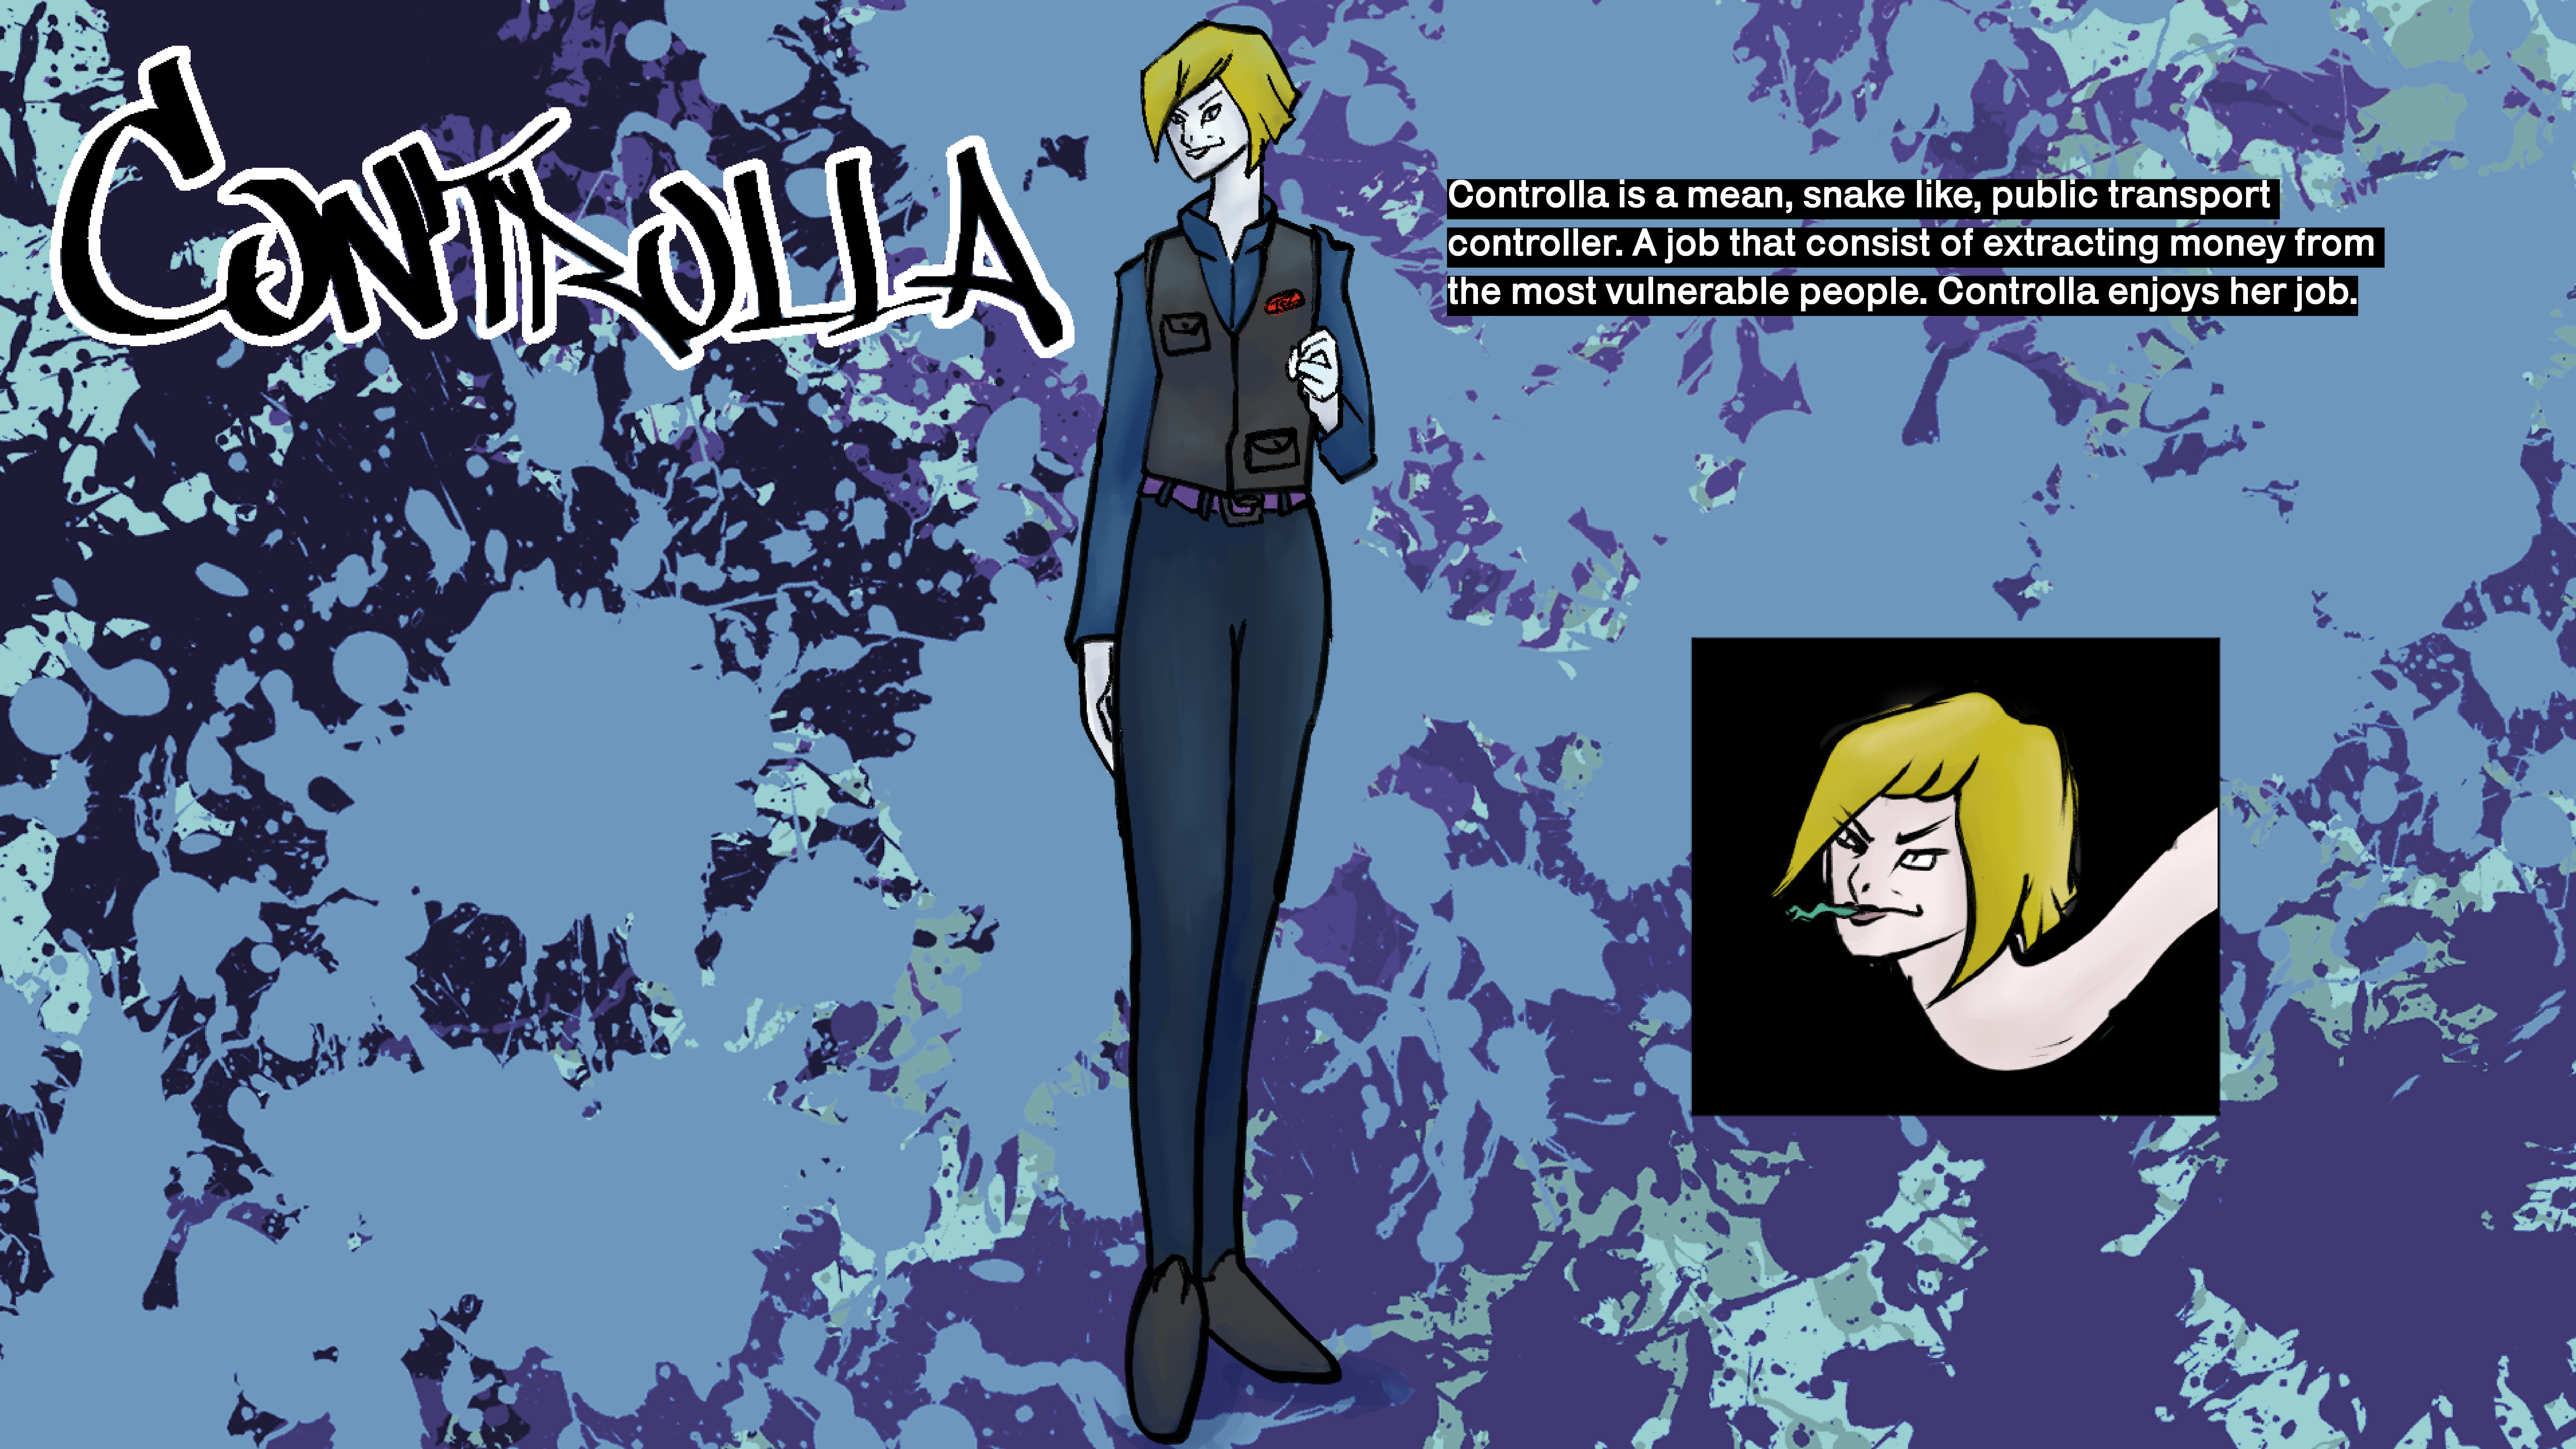 CONTROLLA
Controlla is a mean, snake like, public transport
controller. A job that consist of extracting money from
the most vulnerable people. Controlla enjoys her job.